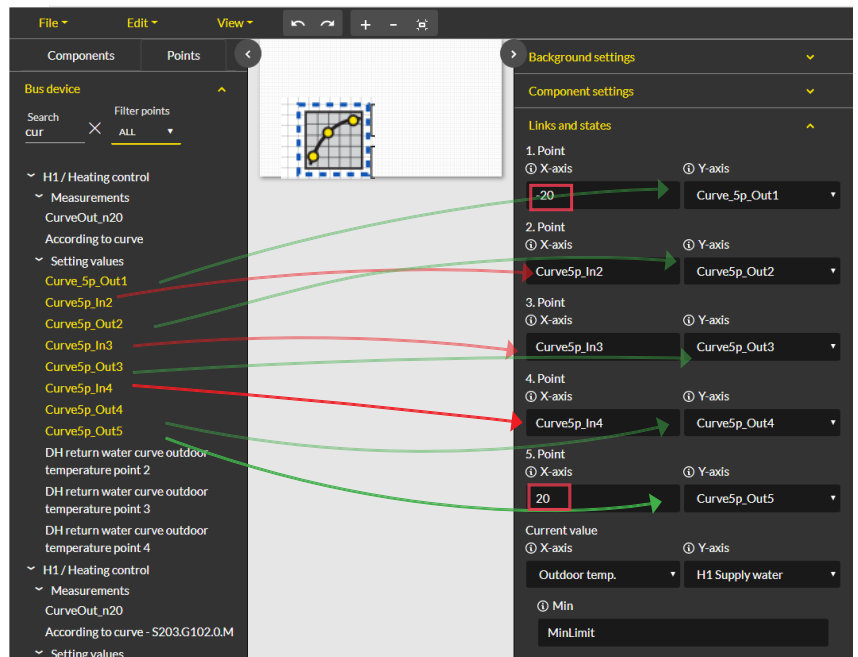 File Edit View
Components Points
Bus device
Search Filter points
cur ALL
H1 / Heating control
Measurements
CurveOut_n20
According to curve
Setting values
Curve_5p_Out1
Curve5p_In2
Curve5p_Out2
Curve5p_In3
Curve5p_Out3
Curve5p_In4
Curve5p_Out4
Curve5p_Out5
DH return water curve outdoor
temperature point 2
DH return water curve outdoor
temperature point 3
DH return water curve outdoor
temperature point 4
H1 / Heating control
Measurements
CurveOut_n20
According to curve - S203.G102.0.M
Setting values
Background settings
Component settings
Links and states
1. Point
X-axis Y-axis
-20 Curve_5p_Out1
2. Point
X-axis Y-axis
Curve5p_In2 Curve5p_Out2
3. Point
X-axis Y-axis
Curve5p_In3 Curve5p_Out3
4. Point
X-axis Y-axis
Curve5p_In4 Curve5p_Out4
5. Point
X-axis Y-axis
20 Curve5p_Out5
Current value
X-axis Y-axis
Outdoor temp. H1 Supply water
Min
MinLimit